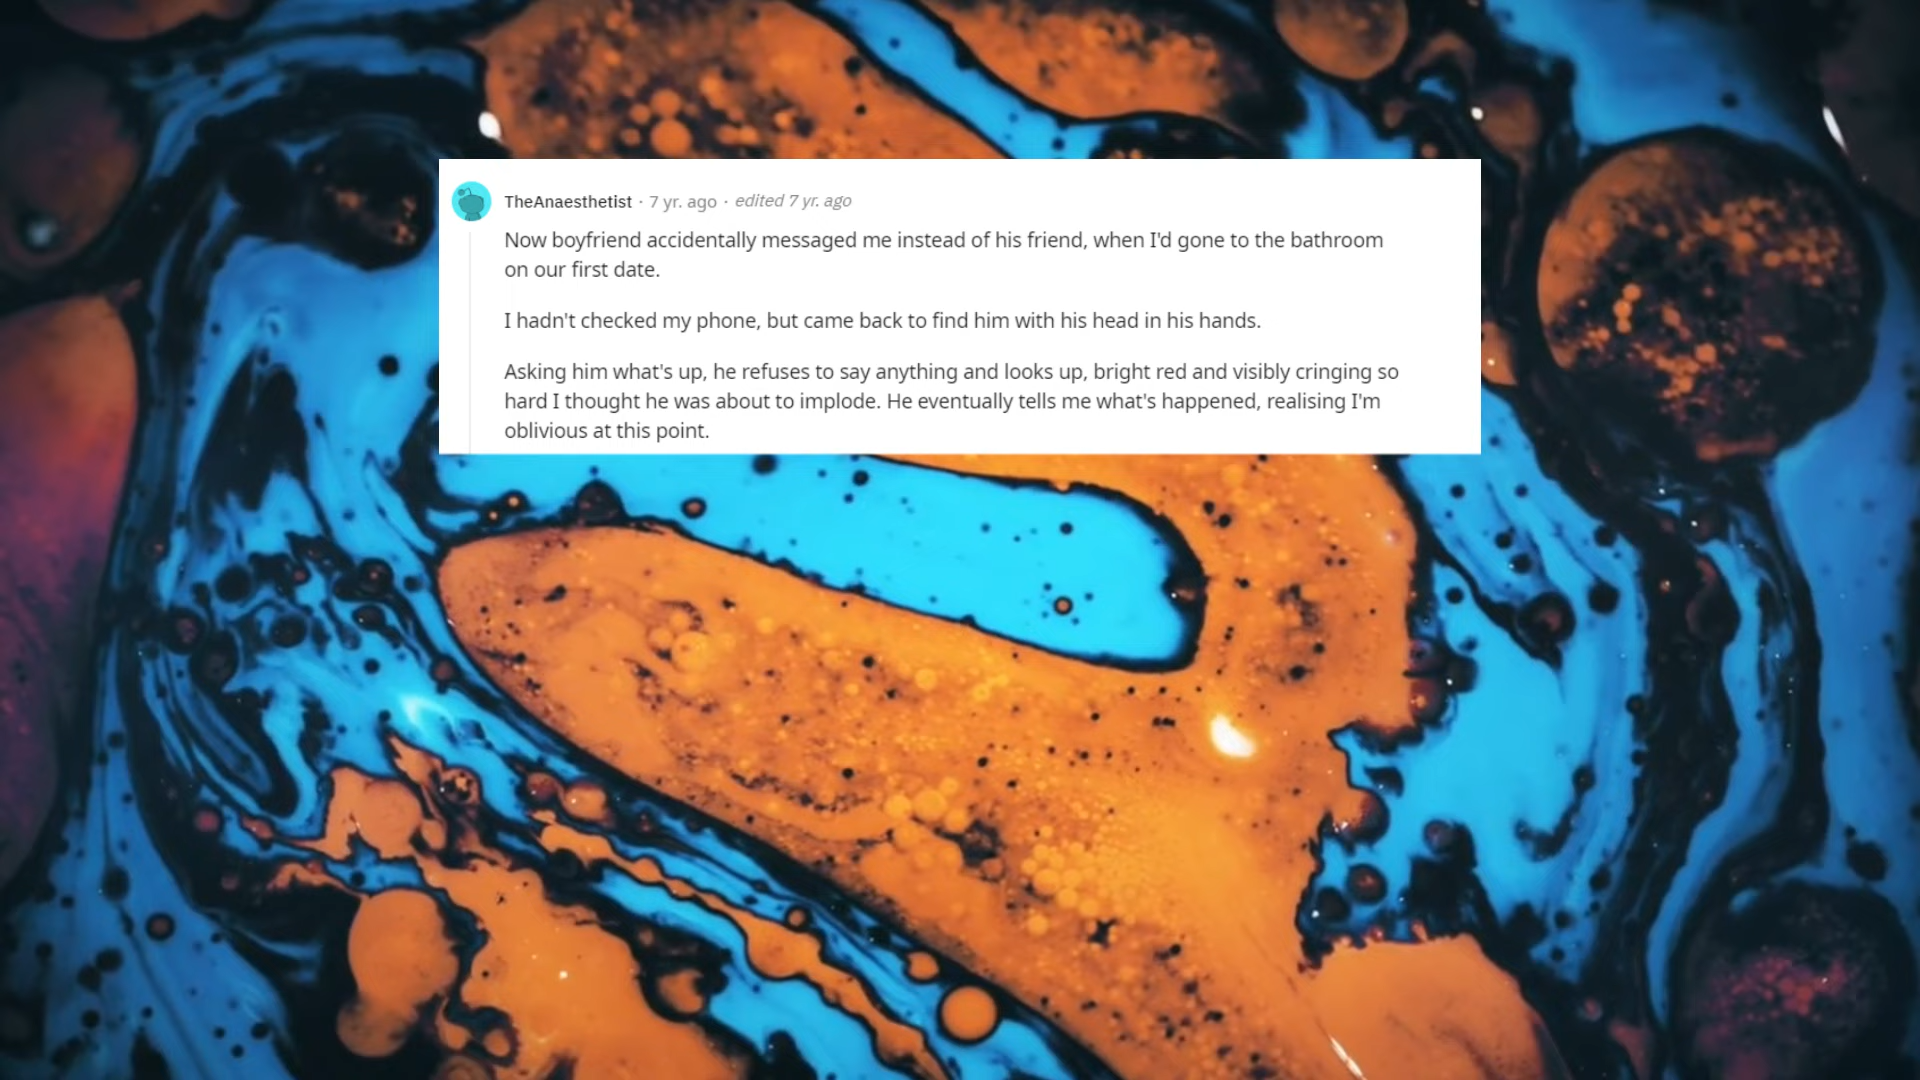 TheAnaesthetist · 7 yr. ago · edited 7 yr. ago
Now boyfriend accidentally messaged me instead of his friend, when I'd gone to the bathroom
on our first date.
I hadn't checked my phone, but came back to find him with his head in his hands.
Asking him what's up, he refuses to say anything and looks up, bright red and visibly cringing so
hard I thought he was about to implode. He eventually tells me what's happened, realising I'm
oblivious at this point.